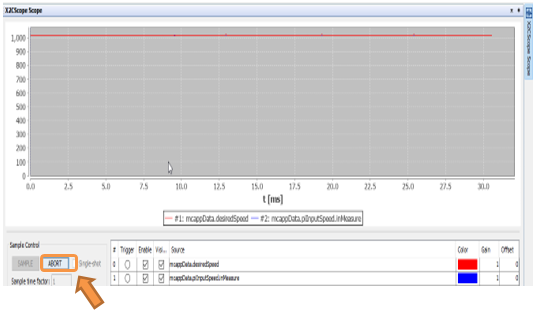 X2CScope Scope
X2CScope Scope
1,000
900
800
700
600
500
400
300
200
100
0
0.0 2.5 5.0 7.5 10.0 12.5 15.0 17.5 20.0 22.5 25.0 27.5 30.0
t [ms]
#1: mcappData.desiredSpeed #2: mcappData.pIInputSpeed.inMeasure
Sample Control
SAMPLE ABORT Single-shot
Sample time factor: 1
# Trigger Enable Visi... Source Color Gain Offset
0 mcappData.desiredSpeed 1 0
1 mcappData.pIInputSpeed.inMeasure 1 0